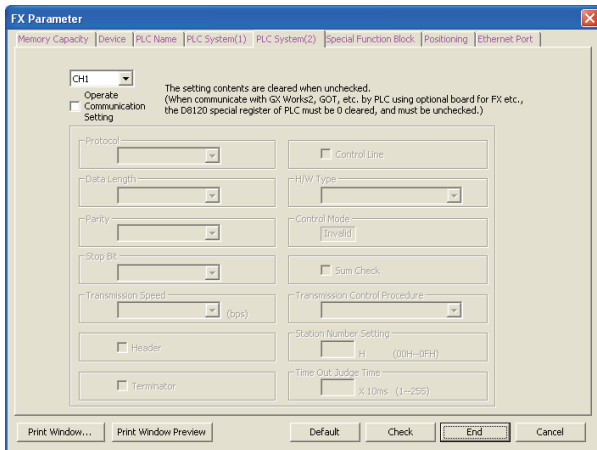 FX Parameter
Memory Capacity Device PLC Name PLC System(1) PLC System(2) Special Function Block Positioning Ethernet Port
CH1
Operate Communication Setting
The setting contents are cleared when unchecked.
(When communicate with GX Works2, GOT, etc. by PLC using optional board for FX etc.,
the D8120 special register of PLC must be 0 cleared, and must be unchecked.)
Protocol
Control Line
Data Length
H/W Type
Parity
Control Mode
Invalid
Stop Bit
Sum Check
Transmission Speed
(bps)
Transmission Control Procedure
Header
Station Number Setting
H (00H--0FH)
Terminator
Time Out Judge Time
X 10ms (1--255)
Print Window... Print Window Preview Default Check End Cancel